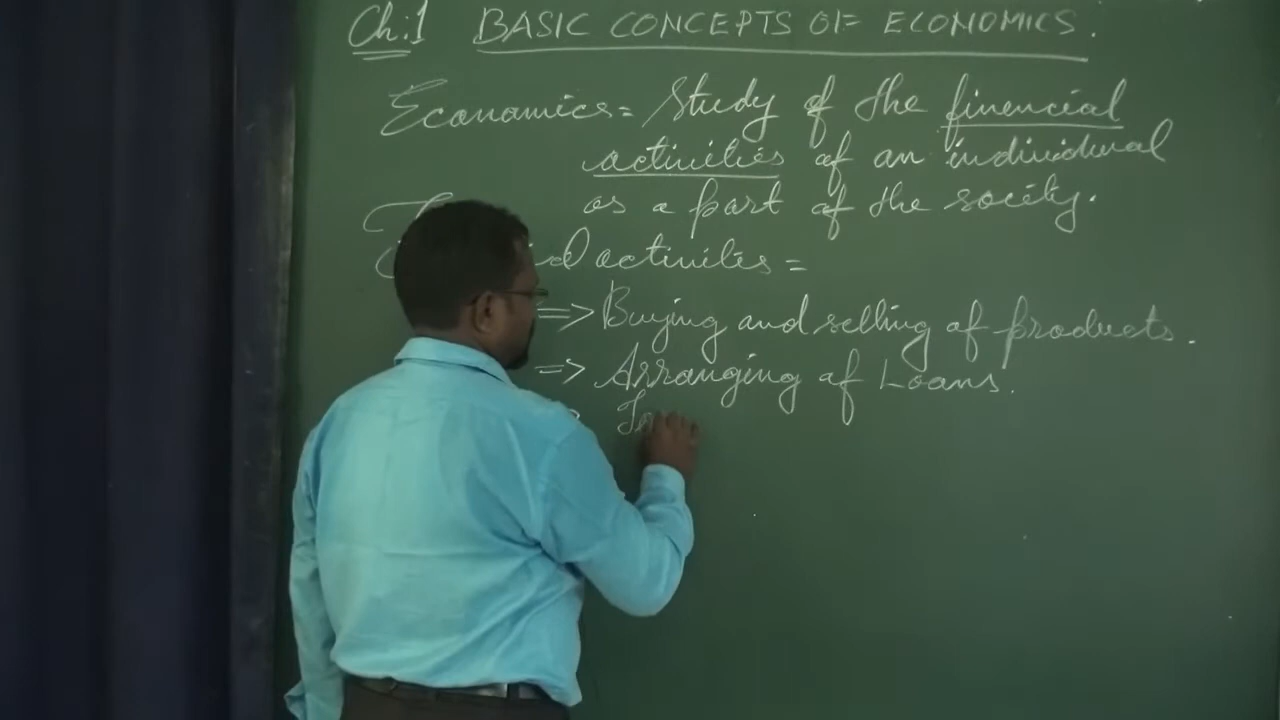 Ch:1 BASIC CONCEPTS OF ECONOMICS.
Economics = Study of the financial
activities of an individual
as a part of the society.
activites =
=> Buying and selling of products.
=> Arranging of Loans.